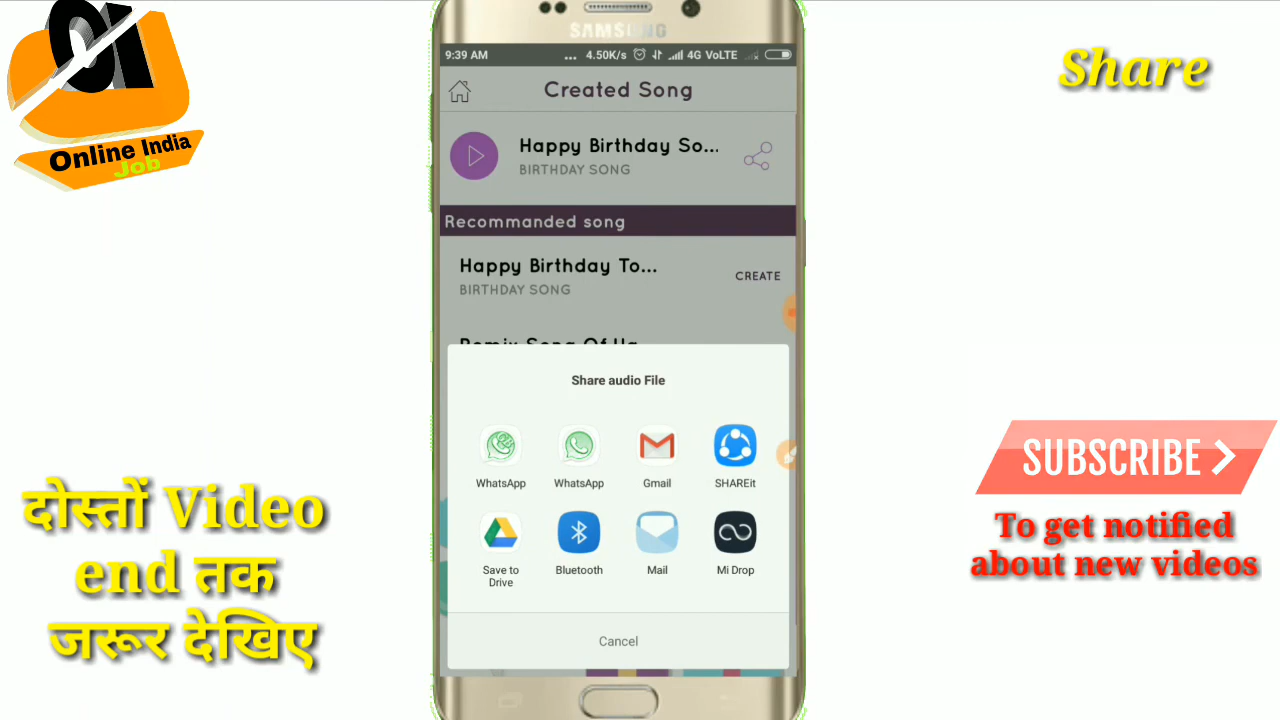 OI
Online India
Job
Share
SAMSUNG
9:39 AM ... 4.50K/s 4G VoLTE
Created Song
Happy Birthday So...
BIRTHDAY SONG
Recommanded song
Happy Birthday To...
BIRTHDAY SONG
CREATE
Share audio File
WhatsApp
WhatsApp
Gmail
SHAREit
Save to
Drive
Bluetooth
Mail
Mi Drop
Cancel
दोस्तों Video
end तक
जरूर देखिए
SUBSCRIBE
To get notified
about new videos